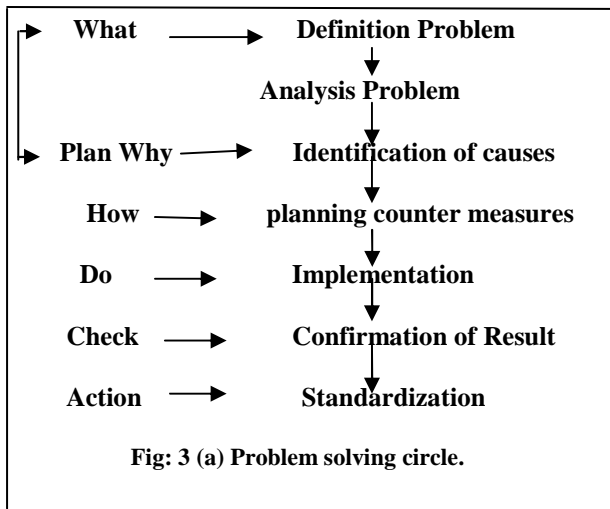 What Definition Problem
Analysis Problem
Plan Why Identification of causes
How planning counter measures
Do Implementation
Check Confirmation of Result
Action Standardization
Fig: 3 (a) Problem solving circle.